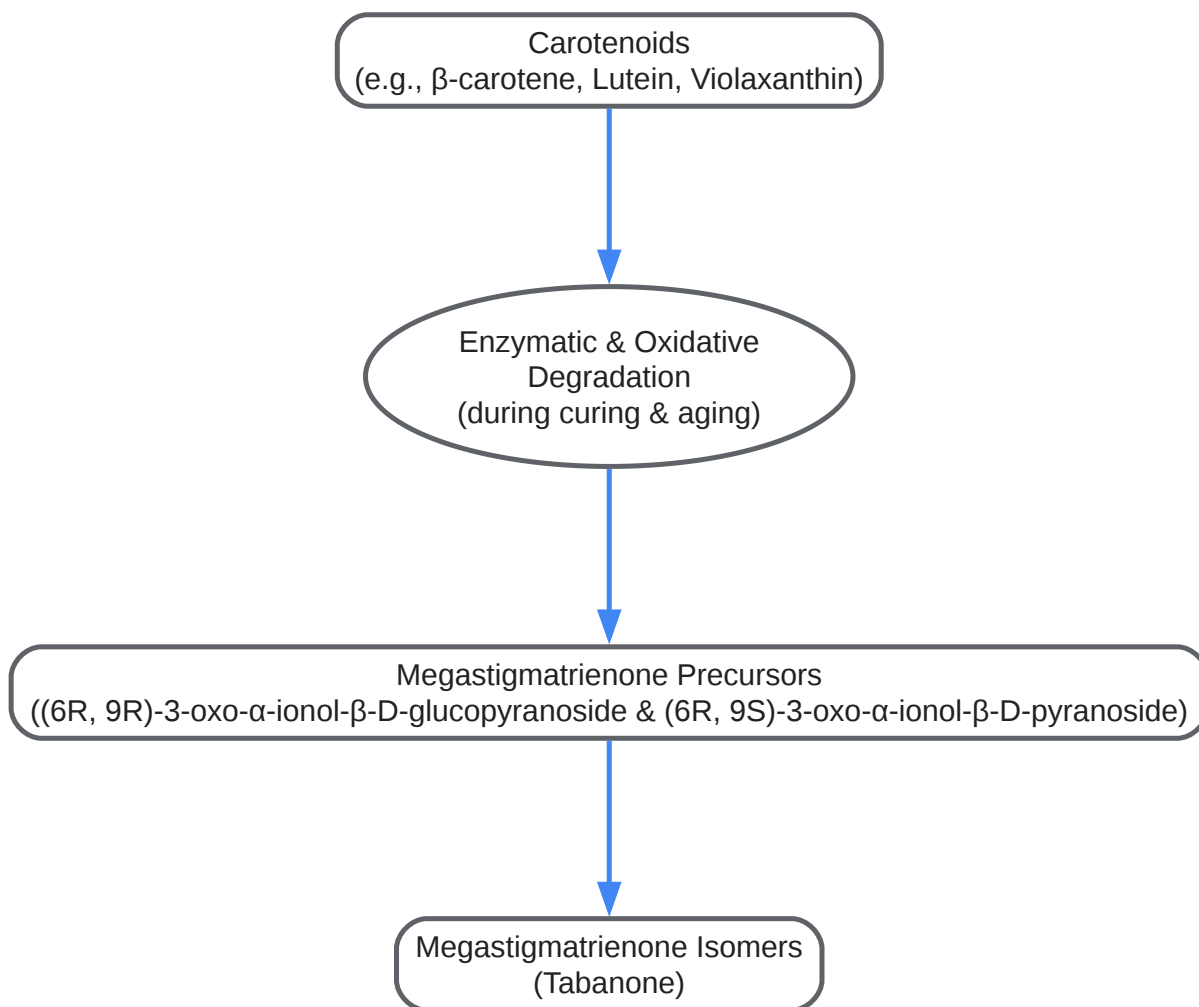 Carotenoids
(e.g., β-carotene, Lutein, Violaxanthin)
Enzymatic & Oxidative
Degradation
(during curing & aging)
Megastigmatrienone Precursors
((6R, 9R)-3-oxo-α-ionol-β-D-glucopyranoside & (6R, 9S)-3-oxo-α-ionol-β-D-pyranoside)
Megastigmatrienone Isomers
(Tabanone)